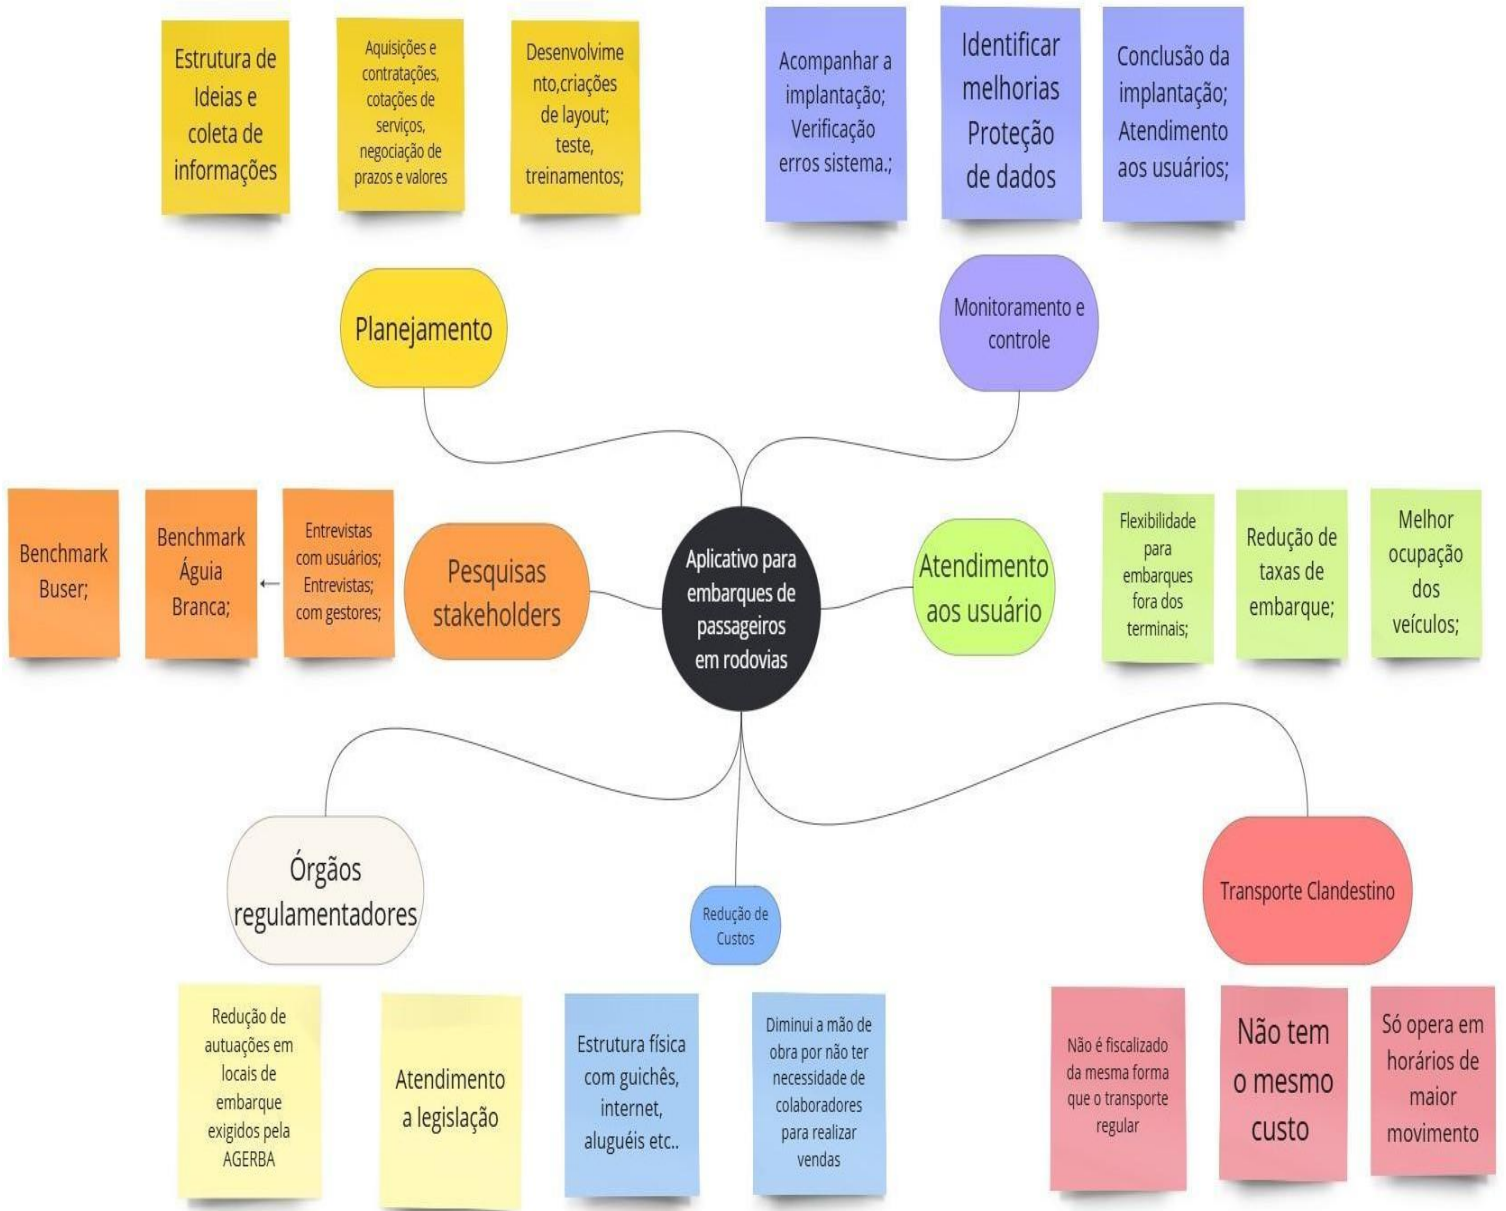 Estrutura de
Ideias e
coleta de
informações
Aquisições e
contratações,
cotações de
serviços,
negociação de
prazos e valores
Desenvolvime
nto,criações
de layout;
teste,
treinamentos;
Acompanhar a
implantação;
Verificação
erros sistema.;
Identificar
melhorias
Proteção
de dados
Conclusão da
implantação;
Atendimento
aos usuários;
Planejamento
Monitoramento e
controle
Benchmark
Buser;
Benchmark
Águia
Branca;
Entrevistas
com usuários;
Entrevistas;
com gestores;
Pesquisas
stakeholders
Aplicativo para
embarques de
passageiros
em rodovias
Atendimento
aos usuário
Flexibilidade
para
embarques
fora dos
terminais;
Redução de
taxas de
embarque;
Melhor
ocupação
dos
veículos;
Órgãos
regulamentadores
Redução de
Custos
Transporte Clandestino
Redução de
autuações em
locais de
embarque
exigidos pela
AGERBA
Atendimento
a legislação
Estrutura física
com guichês,
internet,
aluguéis etc..
Diminui a mão de
obra por não ter
necessidade de
colaboradores
para realizar
vendas
Não é fiscalizado
da mesma forma
que o transporte
regular
Não tem
o mesmo
custo
Só opera em
horários de
maior
movimento